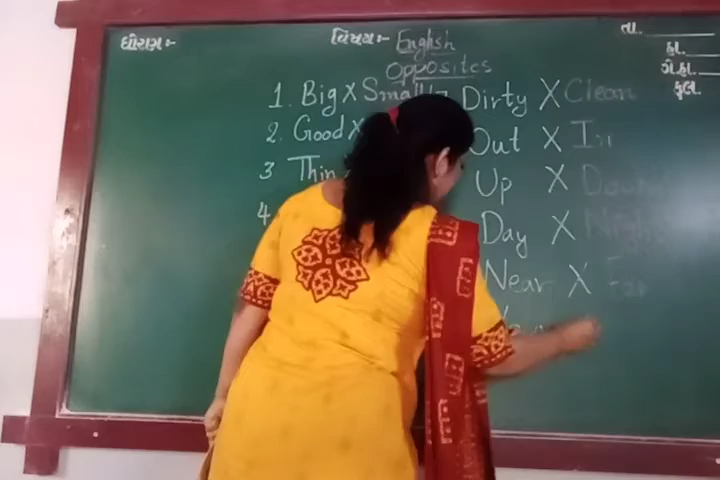 ધોરણ:-
વિષય:- English
તા.
Opposites
હા.
ગે.હા.
કુલ.
1. Big X Small
Dirty X Clean
2. Good X
Out X In
3 Thin
Up X Down
4
Day X Night
Near X Far